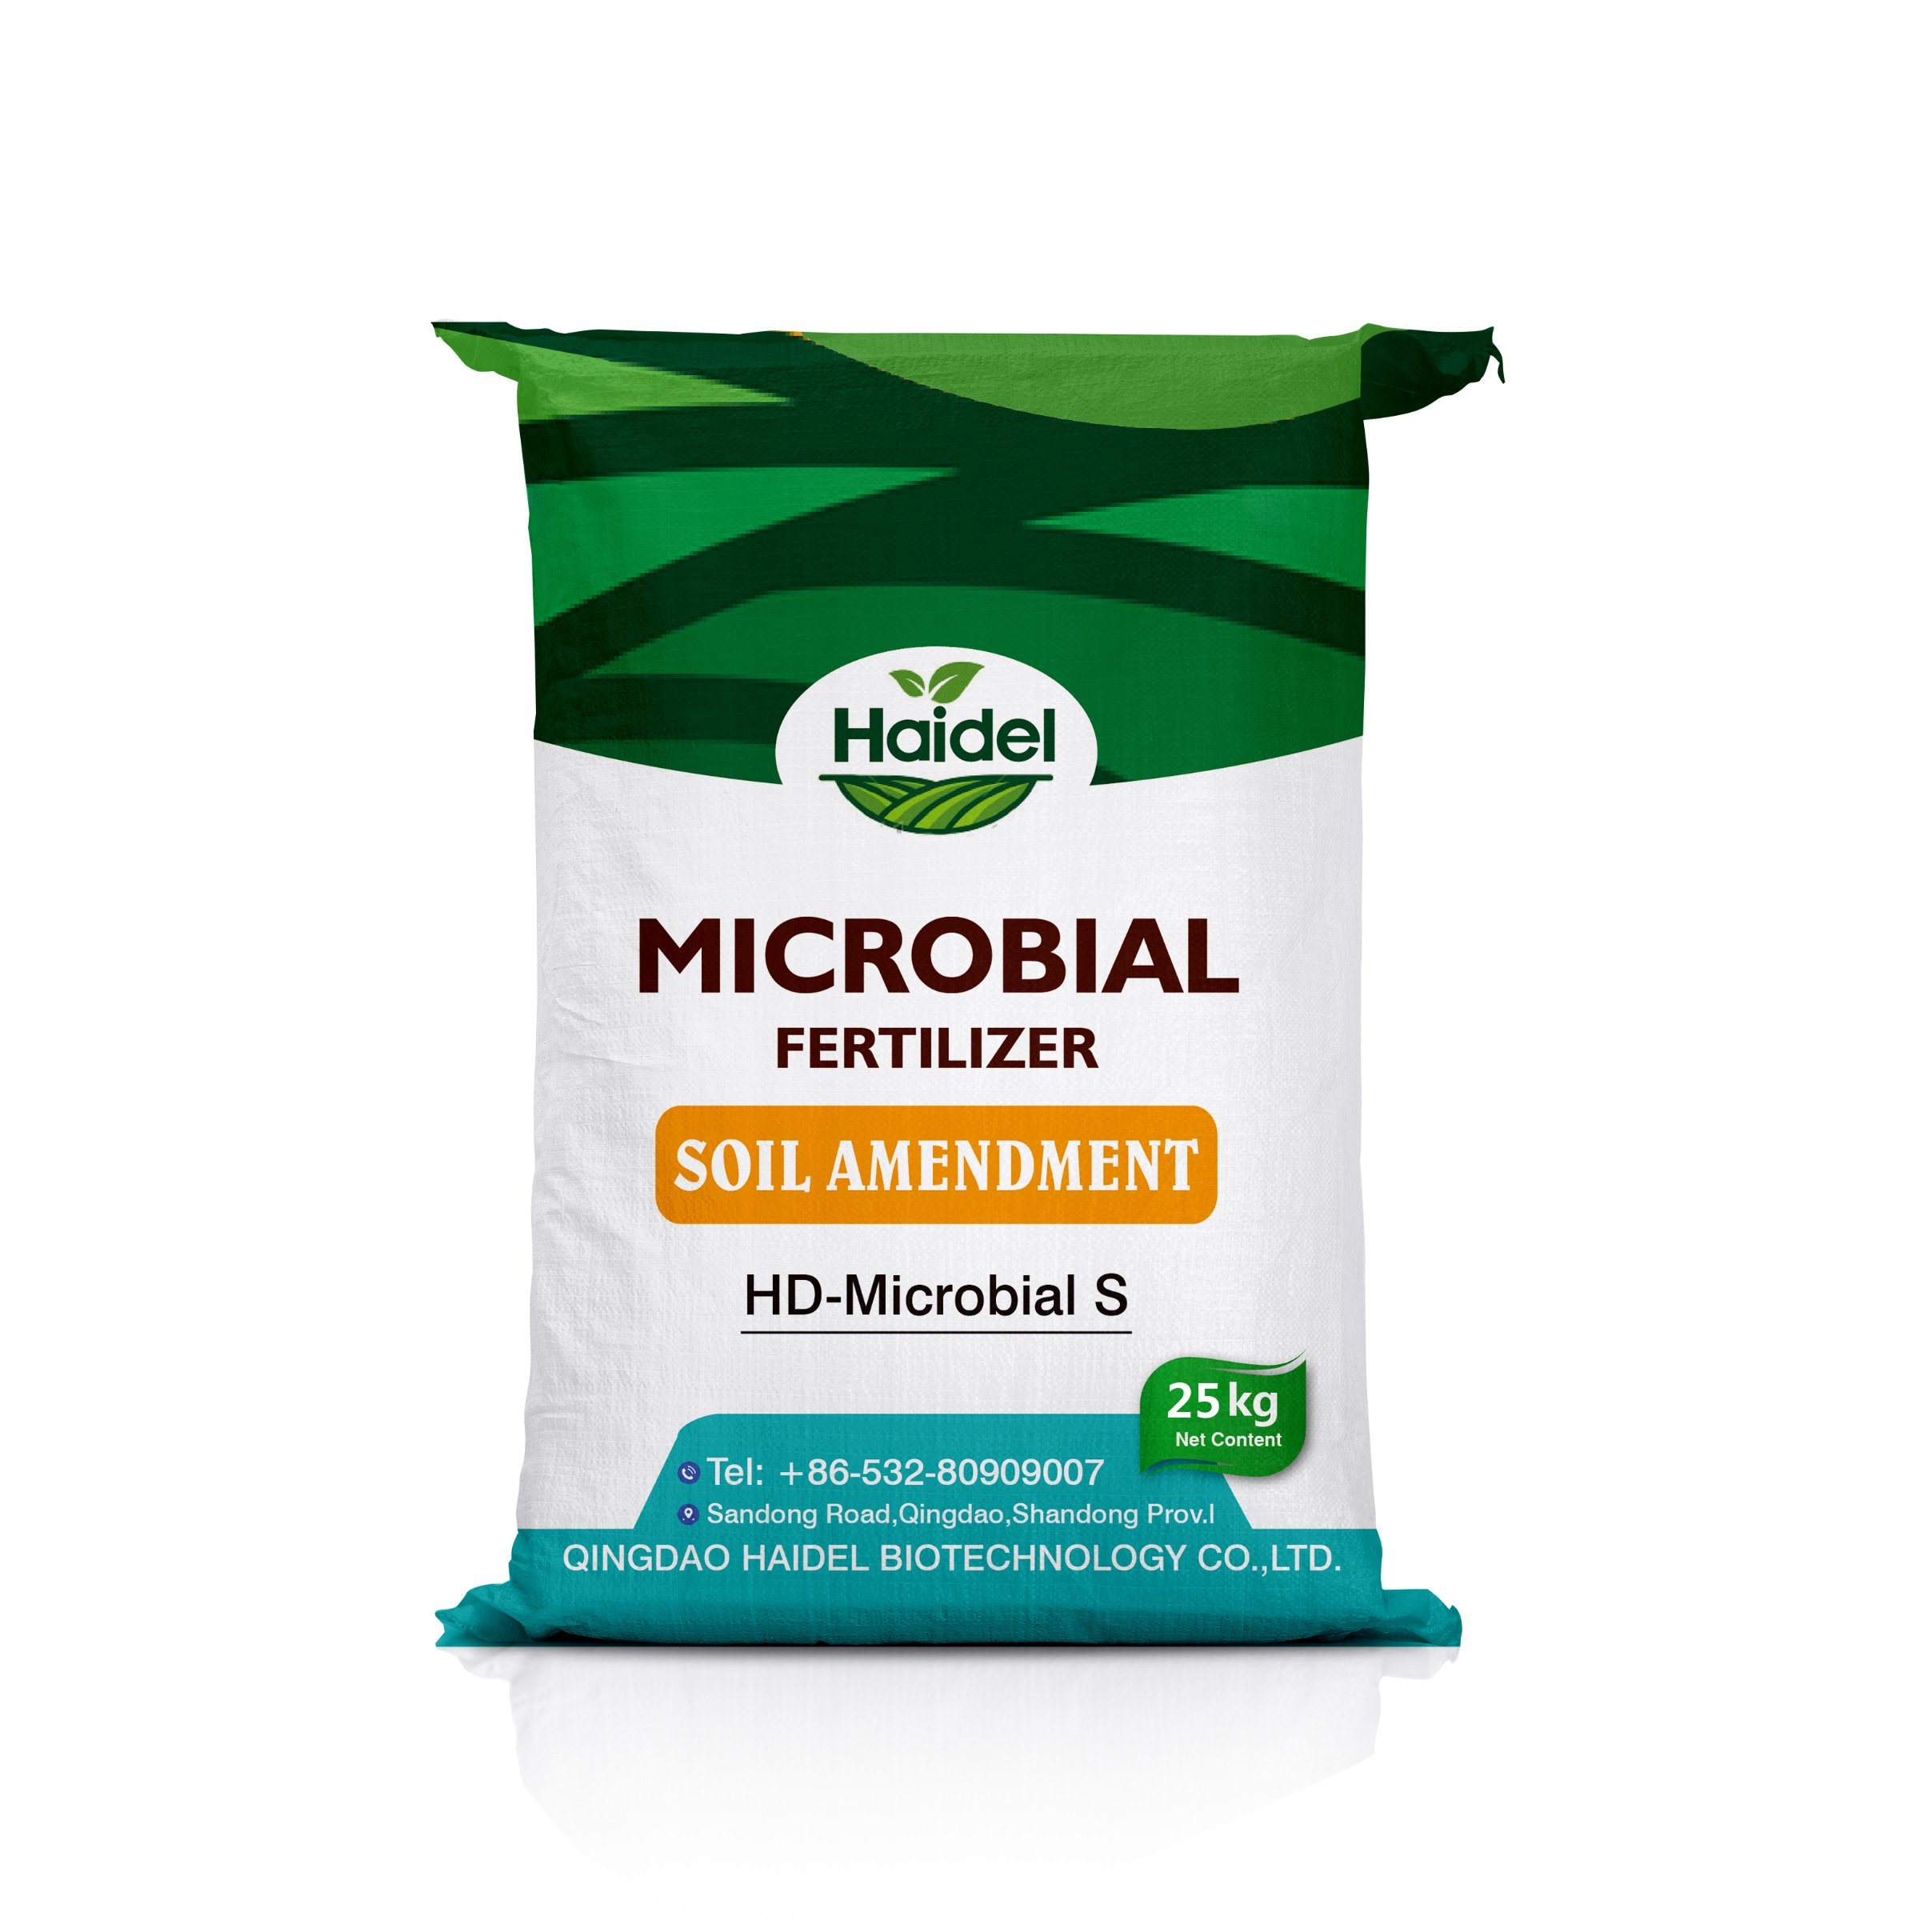 Haidel
MICROBIAL
FERTILIZER
SOIL AMENDMENT
HD-Microbial S
25kg
Net Content
Tel: +86-532-80909007
Sandong Road,Qingdao,Shandong Prov.l
QINGDAO HAIDEL BIOTECHNOLOGY CO.,LTD.